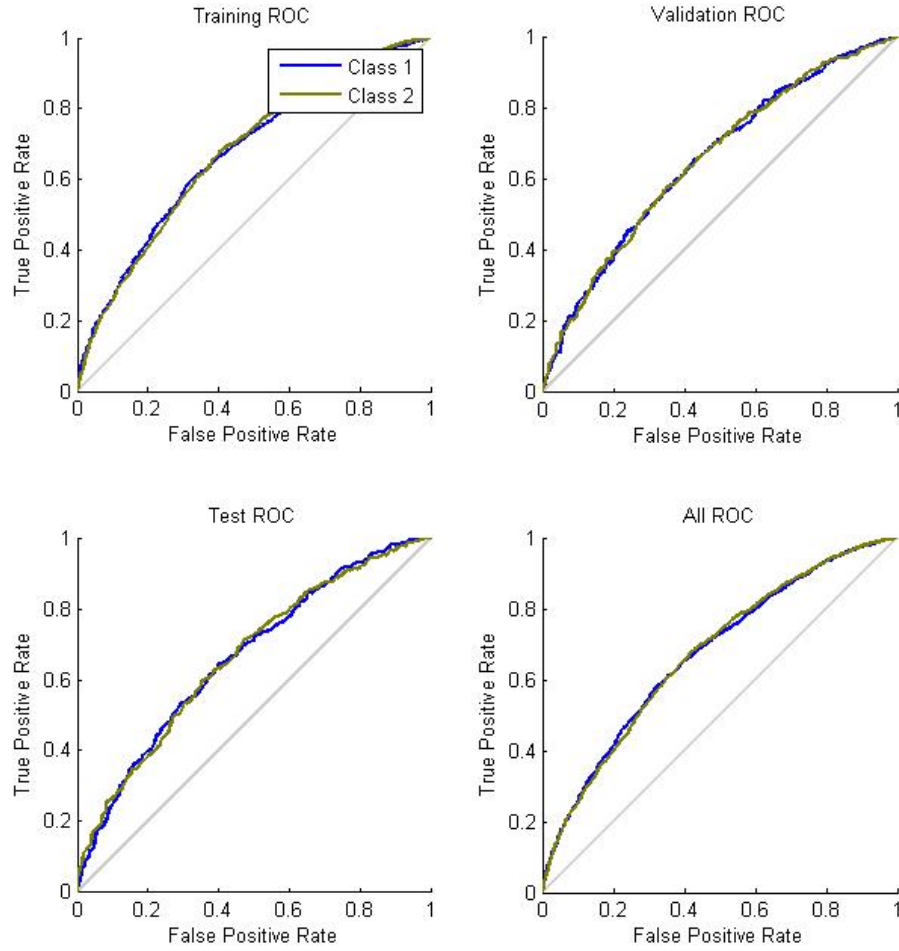 Training ROC
1
0.8
0.6
0.4
0.2
0
True Positive Rate
Class 1
Class 2
0 0.2 0.4 0.6 0.8 1
False Positive Rate
Validation ROC
1
0.8
0.6
0.4
0.2
0
True Positive Rate
0 0.2 0.4 0.6 0.8 1
False Positive Rate
Test ROC
1
0.8
0.6
0.4
0.2
0
True Positive Rate
0 0.2 0.4 0.6 0.8 1
False Positive Rate
All ROC
1
0.8
0.6
0.4
0.2
0
True Positive Rate
0 0.2 0.4 0.6 0.8 1
False Positive Rate